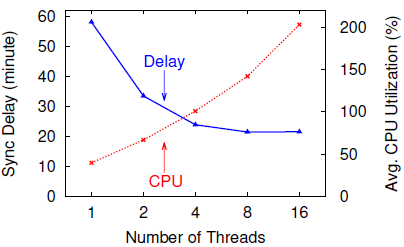 Sync Delay (minute)
60
50
40
30
20
10
0
Delay
CPU
200
150
100
50
0
Avg. CPU Utilization (%)
1 2 4 8 16
Number of Threads